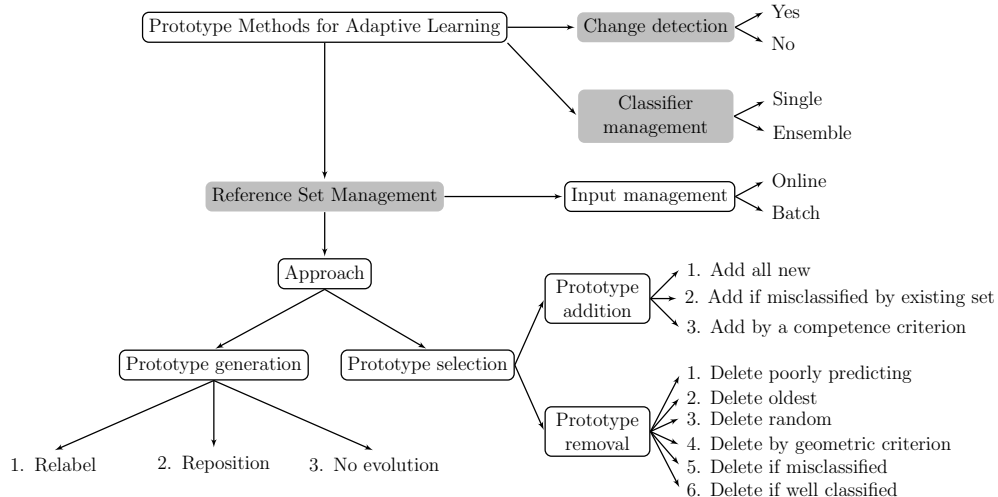 Prototype Methods for Adaptive Learning
Change detection
Yes
No
Classifier
management
Single
Ensemble
Reference Set Management
Input management
Online
Batch
Approach
Prototype generation
Prototype selection
1. Relabel
2. Reposition
3. No evolution
Prototype
addition
1. Add all new
2. Add if misclassified by existing set
3. Add by a competence criterion
Prototype
removal
1. Delete poorly predicting
2. Delete oldest
3. Delete random
4. Delete by geometric criterion
5. Delete if misclassified
6. Delete if well classified